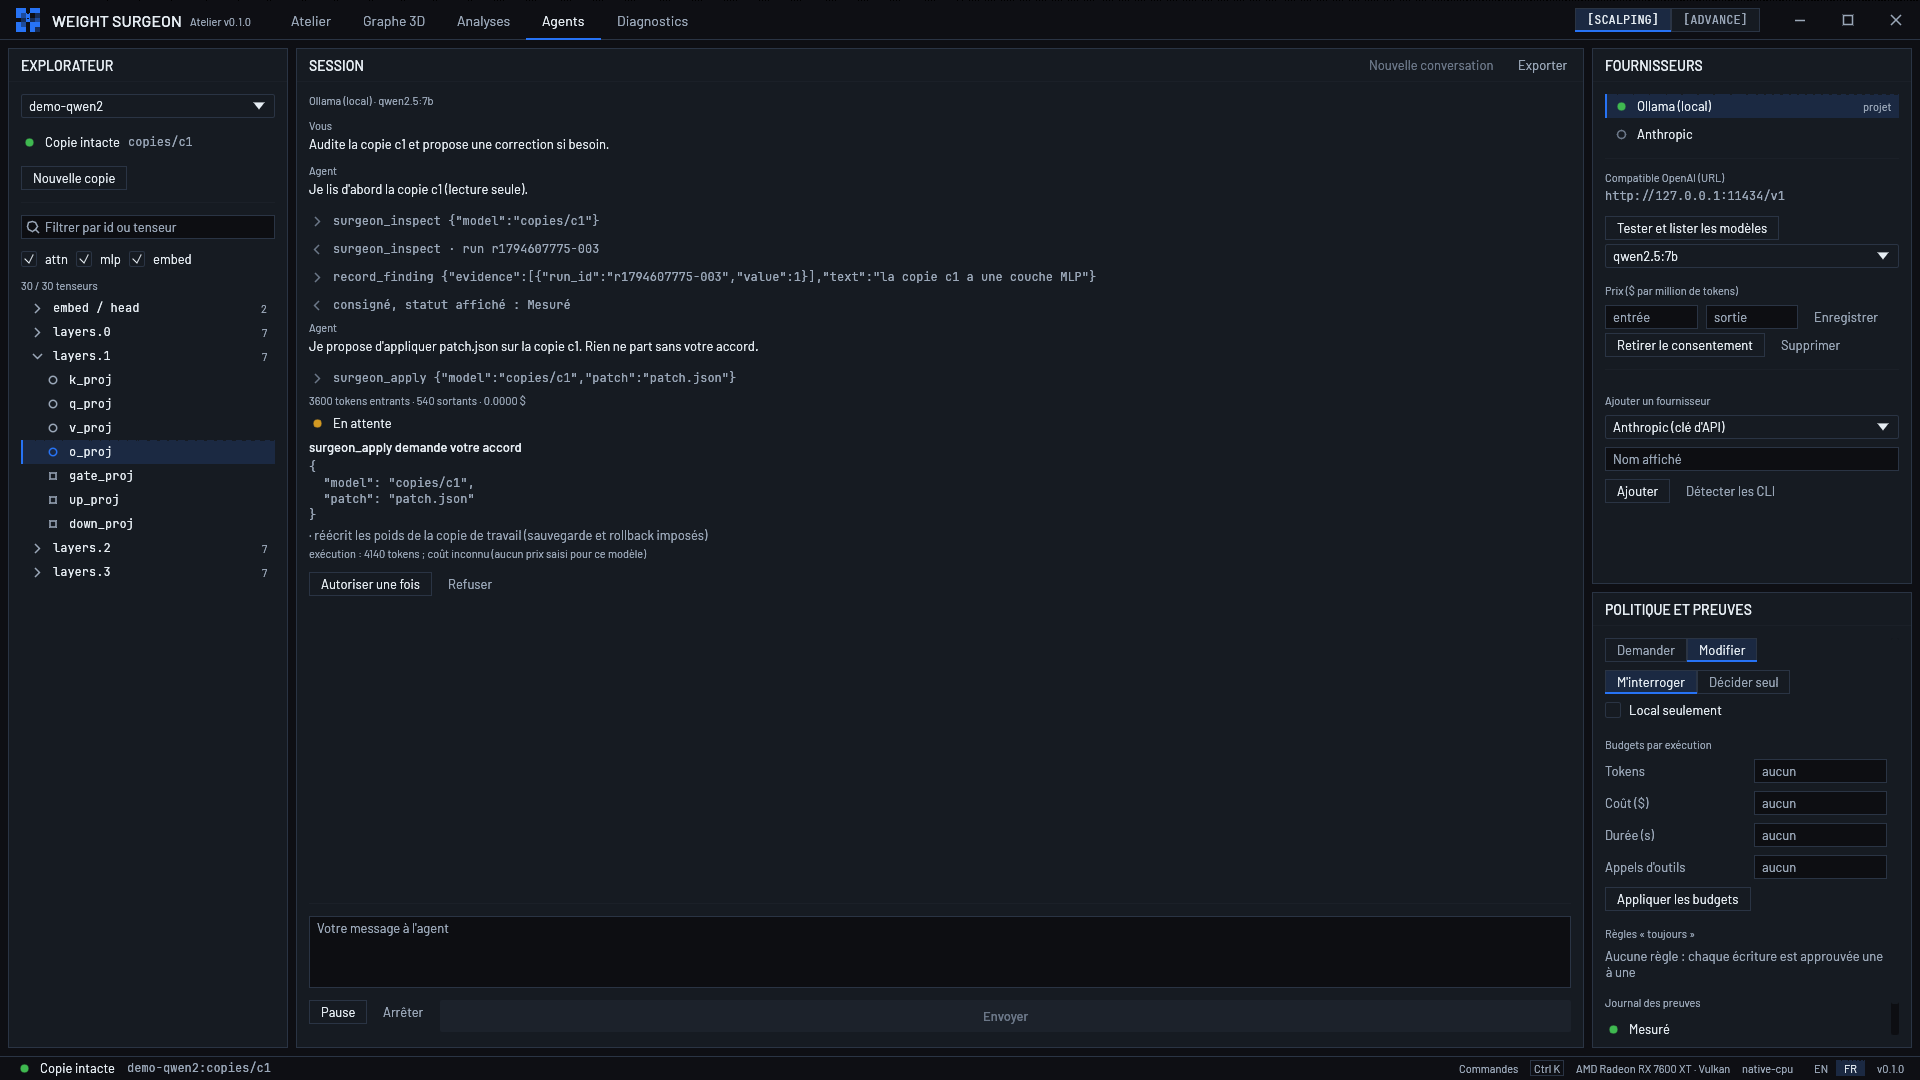 WEIGHT SURGEON Atelier v0.1.0
Atelier
Graphe 3D
Analyses
Agents
Diagnostics
[SCALPING]
[ADVANCE]
EXPLORATEUR
demo-qwen2
Copie intacte copies/c1
Nouvelle copie
Filtrer par id ou tenseur
attn mlp embed
30 / 30 tenseurs
embed / head 2
layers.0 7
layers.1 7
k_proj
q_proj
v_proj
o_proj
gate_proj
up_proj
down_proj
layers.2 7
layers.3 7
SESSION
Nouvelle conversation
Exporter
Ollama (local) · qwen2.5:7b
Vous
Audite la copie c1 et propose une correction si besoin.
Agent
Je lis d'abord la copie c1 (lecture seule).
surgeon_inspect {"model":"copies/c1"}
surgeon_inspect · run r1794607775-003
record_finding {"evidence":[{"run_id":"r1794607775-003","value":1}],"text":"la copie c1 a une couche MLP"}
consigné, statut affiché : Mesuré
Agent
Je propose d'appliquer patch.json sur la copie c1. Rien ne part sans votre accord.
surgeon_apply {"model":"copies/c1","patch":"patch.json"}
3600 tokens entrants · 540 sortants · 0.0000 $
En attente
surgeon_apply demande votre accord
{
"model": "copies/c1",
"patch": "patch.json"
}
· réécrit les poids de la copie de travail (sauvegarde et rollback imposés)
exécution : 4140 tokens ; coût inconnu (aucun prix saisi pour ce modèle)
Autoriser une fois
Refuser
Votre message à l'agent
Pause
Arrêter
Envoyer
FOURNISSEURS
Ollama (local) projet
Anthropic
Compatible OpenAI (URL)
http://127.0.0.1:11434/v1
Tester et lister les modèles
qwen2.5:7b
Prix ($ par million de tokens)
entrée
sortie
Enregistrer
Retirer le consentement
Supprimer
Ajouter un fournisseur
Anthropic (clé d'API)
Nom affiché
Ajouter
Détecter les CLI
POLITIQUE ET PREUVES
Demander
Modifier
M'interroger
Décider seul
Local seulement
Budgets par exécution
Tokens aucun
Coût ($) aucun
Durée (s) aucun
Appels d'outils aucun
Appliquer les budgets
Règles « toujours »
Aucune règle : chaque écriture est approuvée une
à une
Journal des preuves
Mesuré
Copie intacte demo-qwen2:copies/c1
Commandes Ctrl K AMD Radeon RX 7600 XT · Vulkan native-cpu EN FR v0.1.0